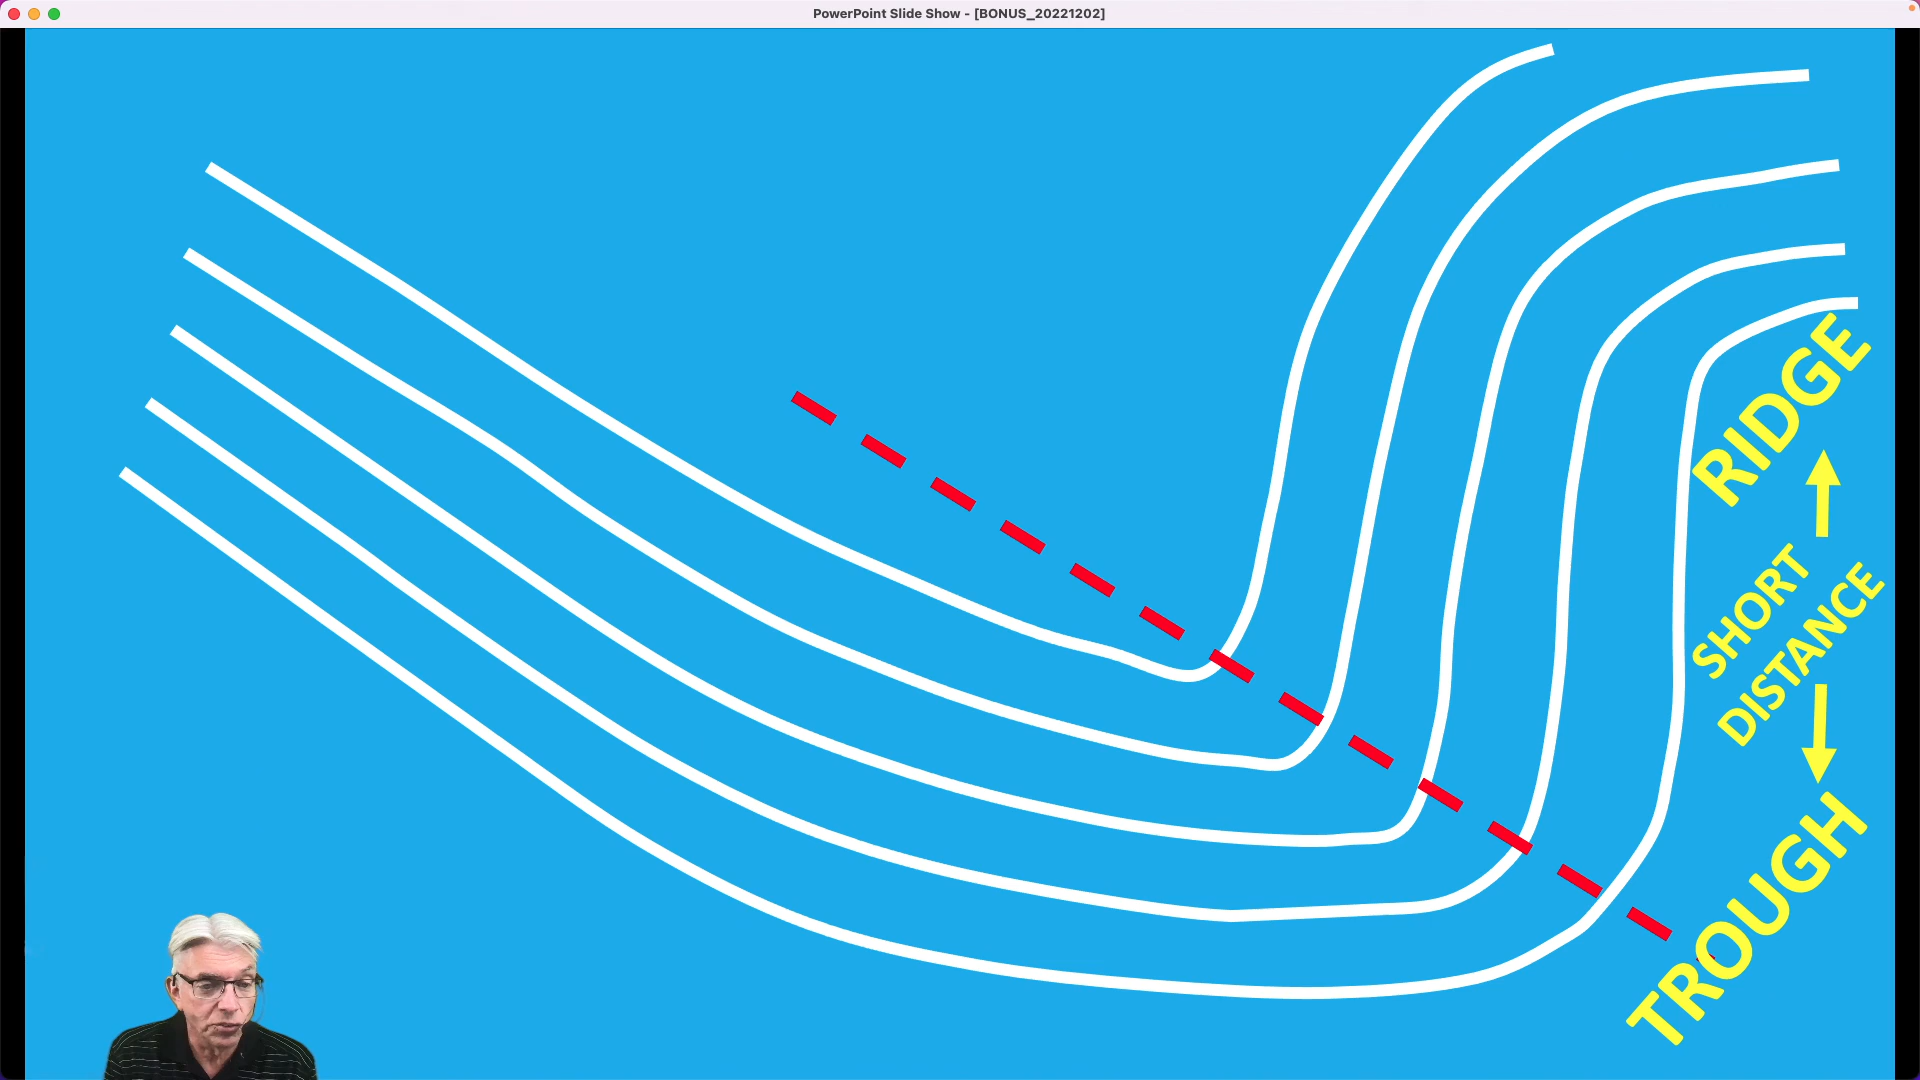 PowerPoint Slide Show - [BONUS_20221202]
RIDGE
SHORT
DISTANCE
TROUGH